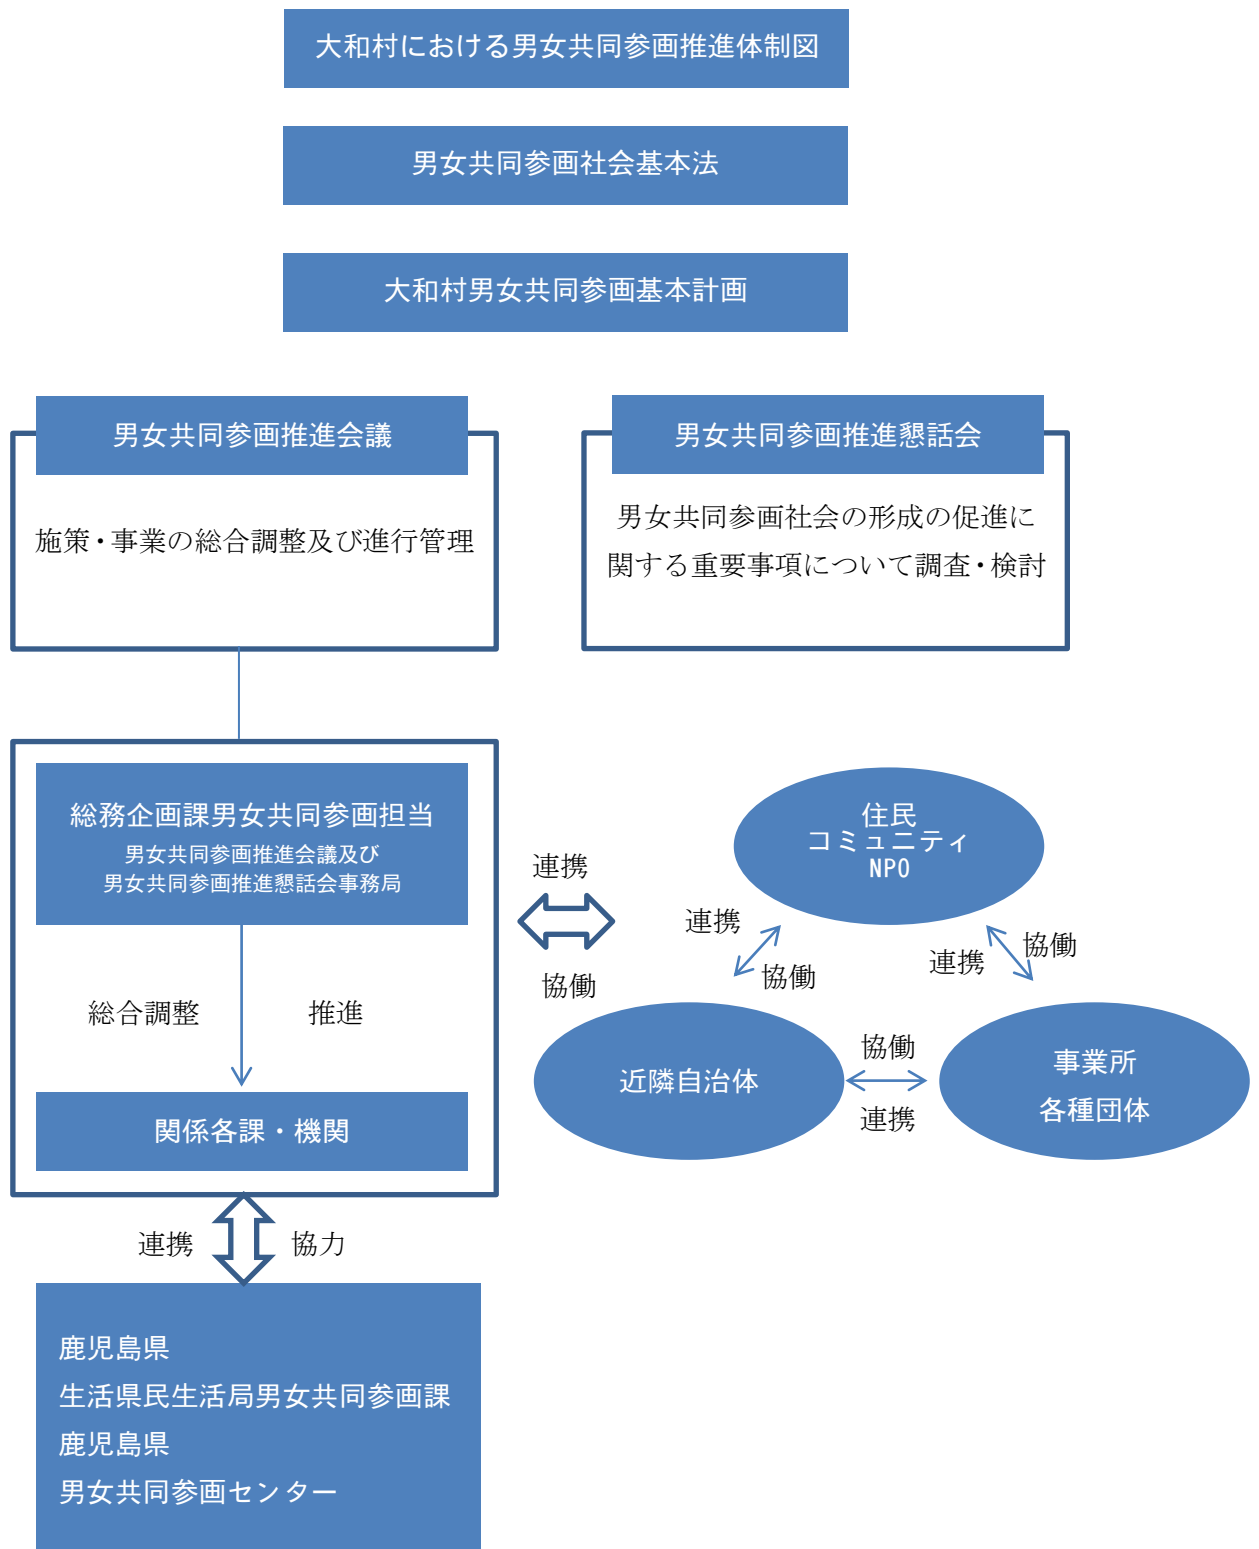 大和村における男女共同参画推進体制図
男女共同参画社会基本法
大和村男女共同参画基本計画
男女共同参画推進会議
施策・事業の総合調整及び進行管理
男女共同参画推進懇話会
男女共同参画社会の形成の促進に
関する重要事項について調査・検討
総務企画課男女共同参画担当
男女共同参画推進会議及び
男女共同参画推進懇話会事務局
総合調整
推進
関係各課・機関
連携
協働
住民
コミュニティ
NPO
連携
協働
連携
協働
近隣自治体
協働
連携
事業所
各種団体
連携
協力
鹿児島県
生活県民生活局男女共同参画課
鹿児島県
男女共同参画センター